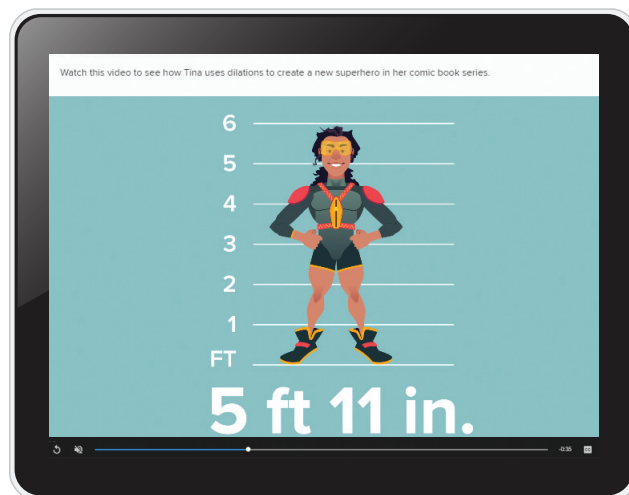 Watch this video to see how Tina uses dilations to create a new superhero in her comic book series.
6
5
4
3
2
1
FT
5 ft 11 in.
-0:35
CC